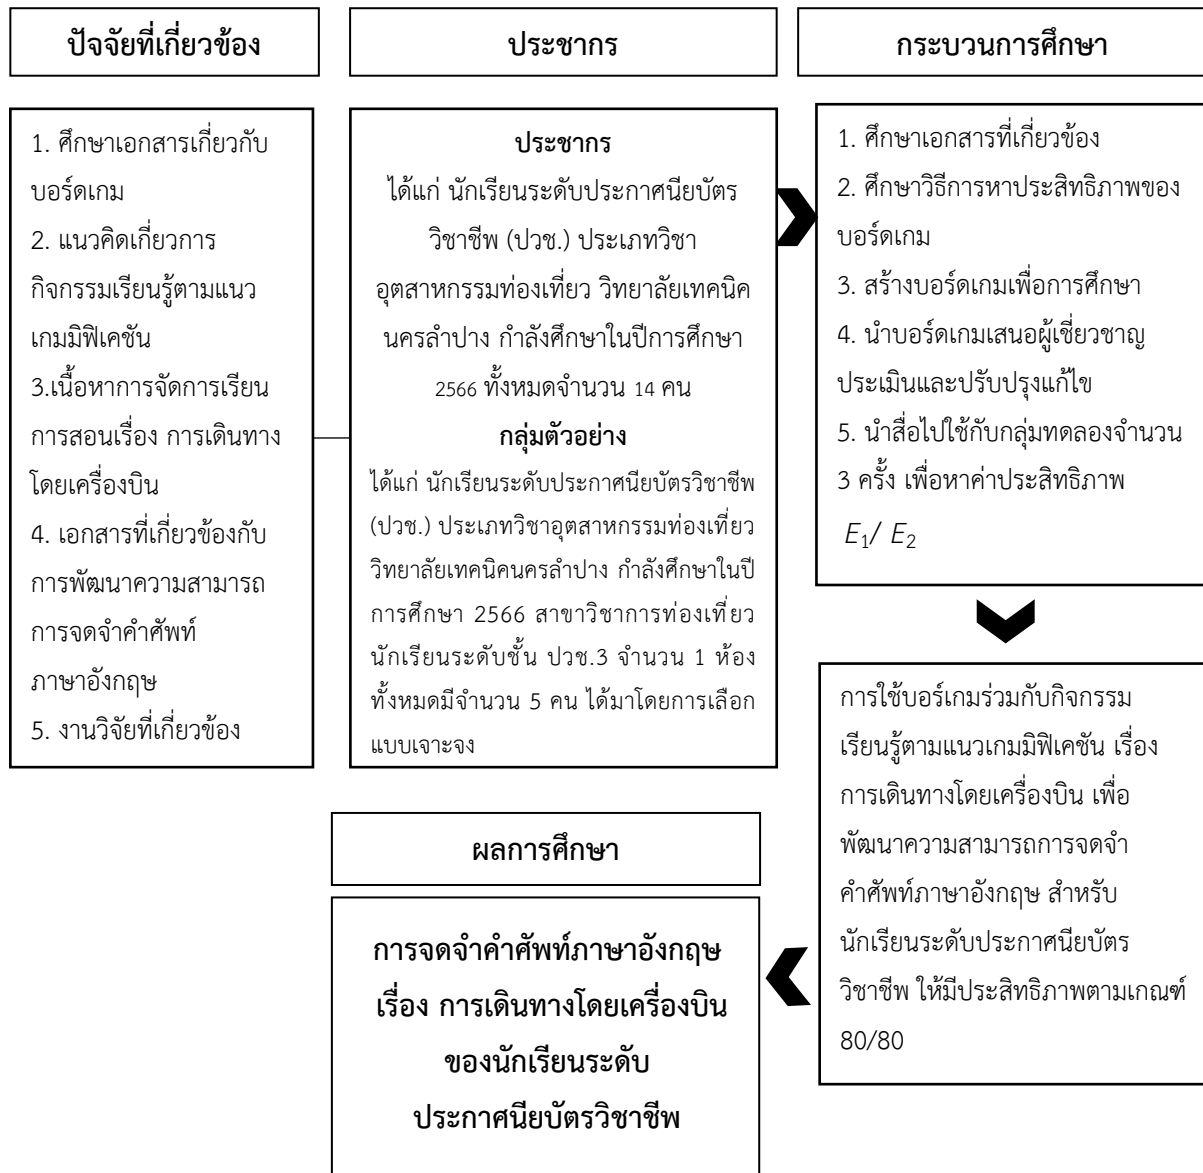 ปัจจัยที่เกี่ยวข้อง
ประชากร
กระบวนการศึกษา
1. ศึกษาเอกสารเกี่ยวกับ
บอร์ดเกม
2. แนวคิดเกี่ยวการ
กิจกรรมเรียนรู้ตามแนว
เกมมิฟิเคชัน
3.เนื้อหาการจัดการเรียน
การสอนเรื่อง การเดินทาง
โดยเครื่องบิน
4. เอกสารที่เกี่ยวข้องกับ
การพัฒนาความสามารถ
การจดจำคำศัพท์
ภาษาอังกฤษ
5. งานวิจัยที่เกี่ยวข้อง
ประชากร
ได้แก่ นักเรียนระดับประกาศนียบัตร
วิชาชีพ (ปวช.) ประเภทวิชา
อุตสาหกรรมท่องเที่ยว วิทยาลัยเทคนิค
นครลำปาง กำลังศึกษาในปีการศึกษา
2566 ทั้งหมดจำนวน 14 คน
กลุ่มตัวอย่าง
ได้แก่ นักเรียนระดับประกาศนียบัตรวิชาชีพ
(ปวช.) ประเภทวิชาอุตสาหกรรมท่องเที่ยว
วิทยาลัยเทคนิคนครลำปาง กำลังศึกษาในปี
การศึกษา 2566 สาขาวิชาการท่องเที่ยว
นักเรียนระดับชั้น ปวช.3 จำนวน 1 ห้อง
ทั้งหมดมีจำนวน 5 คน ได้มาโดยการเลือก
แบบเจาะจง
1. ศึกษาเอกสารที่เกี่ยวข้อง
2. ศึกษาวิธีการหาประสิทธิภาพของ
บอร์ดเกม
3. สร้างบอร์ดเกมเพื่อการศึกษา
4. นำบอร์ดเกมเสนอผู้เชี่ยวชาญ
ประเมินและปรับปรุงแก้ไข
5. นำสื่อไปใช้กับกลุ่มทดลองจำนวน
3 ครั้ง เพื่อหาค่าประสิทธิภาพ
E₁/ E₂
การใช้บอร์เกมร่วมกับกิจกรรม
เรียนรู้ตามแนวเกมมิฟิเคชัน เรื่อง
การเดินทางโดยเครื่องบิน เพื่อ
พัฒนาความสามารถการจดจำ
คำศัพท์ภาษาอังกฤษ สำหรับ
นักเรียนระดับประกาศนียบัตร
วิชาชีพ ให้มีประสิทธิภาพตามเกณฑ์
80/80
ผลการศึกษา
การจดจำคำศัพท์ภาษาอังกฤษ
เรื่อง การเดินทางโดยเครื่องบิน
ของนักเรียนระดับ
ประกาศนียบัตรวิชาชีพ